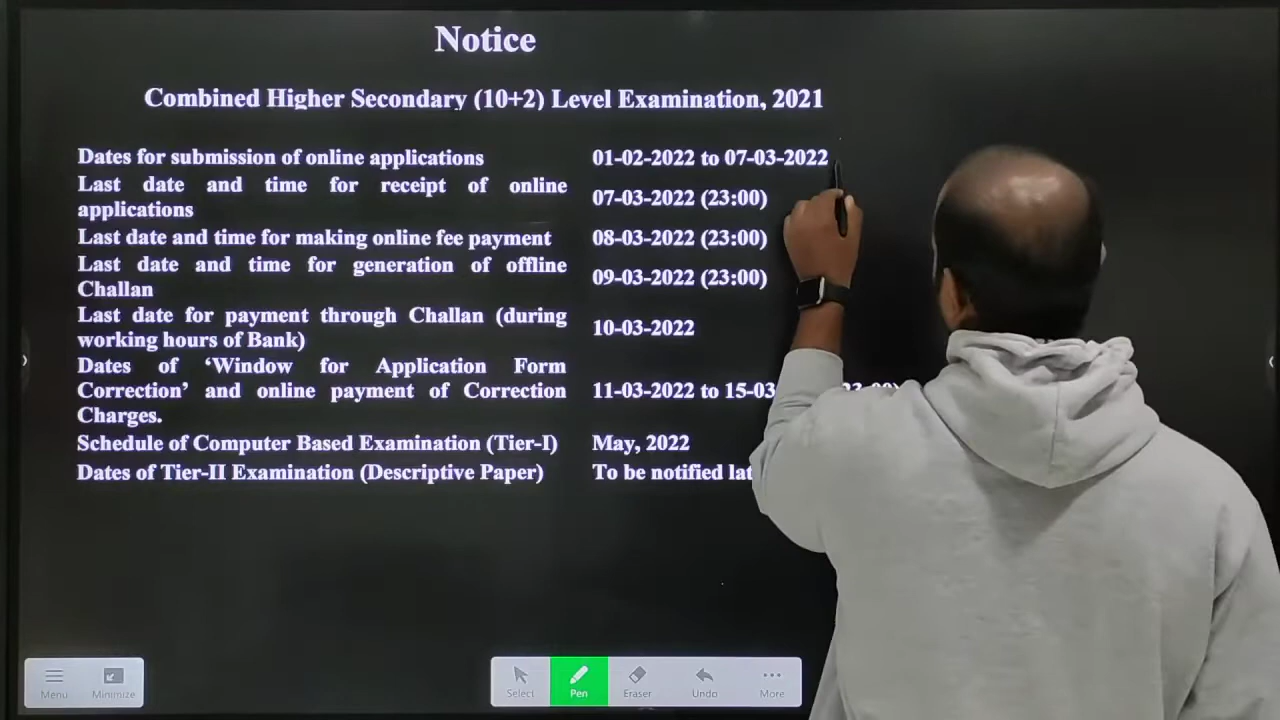 Notice
Combined Higher Secondary (10+2) Level Examination, 2021
Dates for submission of online applications 01-02-2022 to 07-03-2022
Last date and time for receipt of online
applications 07-03-2022 (23:00)
Last date and time for making online fee payment 08-03-2022 (23:00)
Last date and time for generation of offline
Challan 09-03-2022 (23:00)
Last date for payment through Challan (during
working hours of Bank) 10-03-2022
Dates of ‘Window for Application Form
Correction’ and online payment of Correction 11-03-2022 to 15-03
Charges.
Schedule of Computer Based Examination (Tier-I) May, 2022
Dates of Tier-II Examination (Descriptive Paper) To be notified
Menu Minimize Select Pen Eraser Undo More